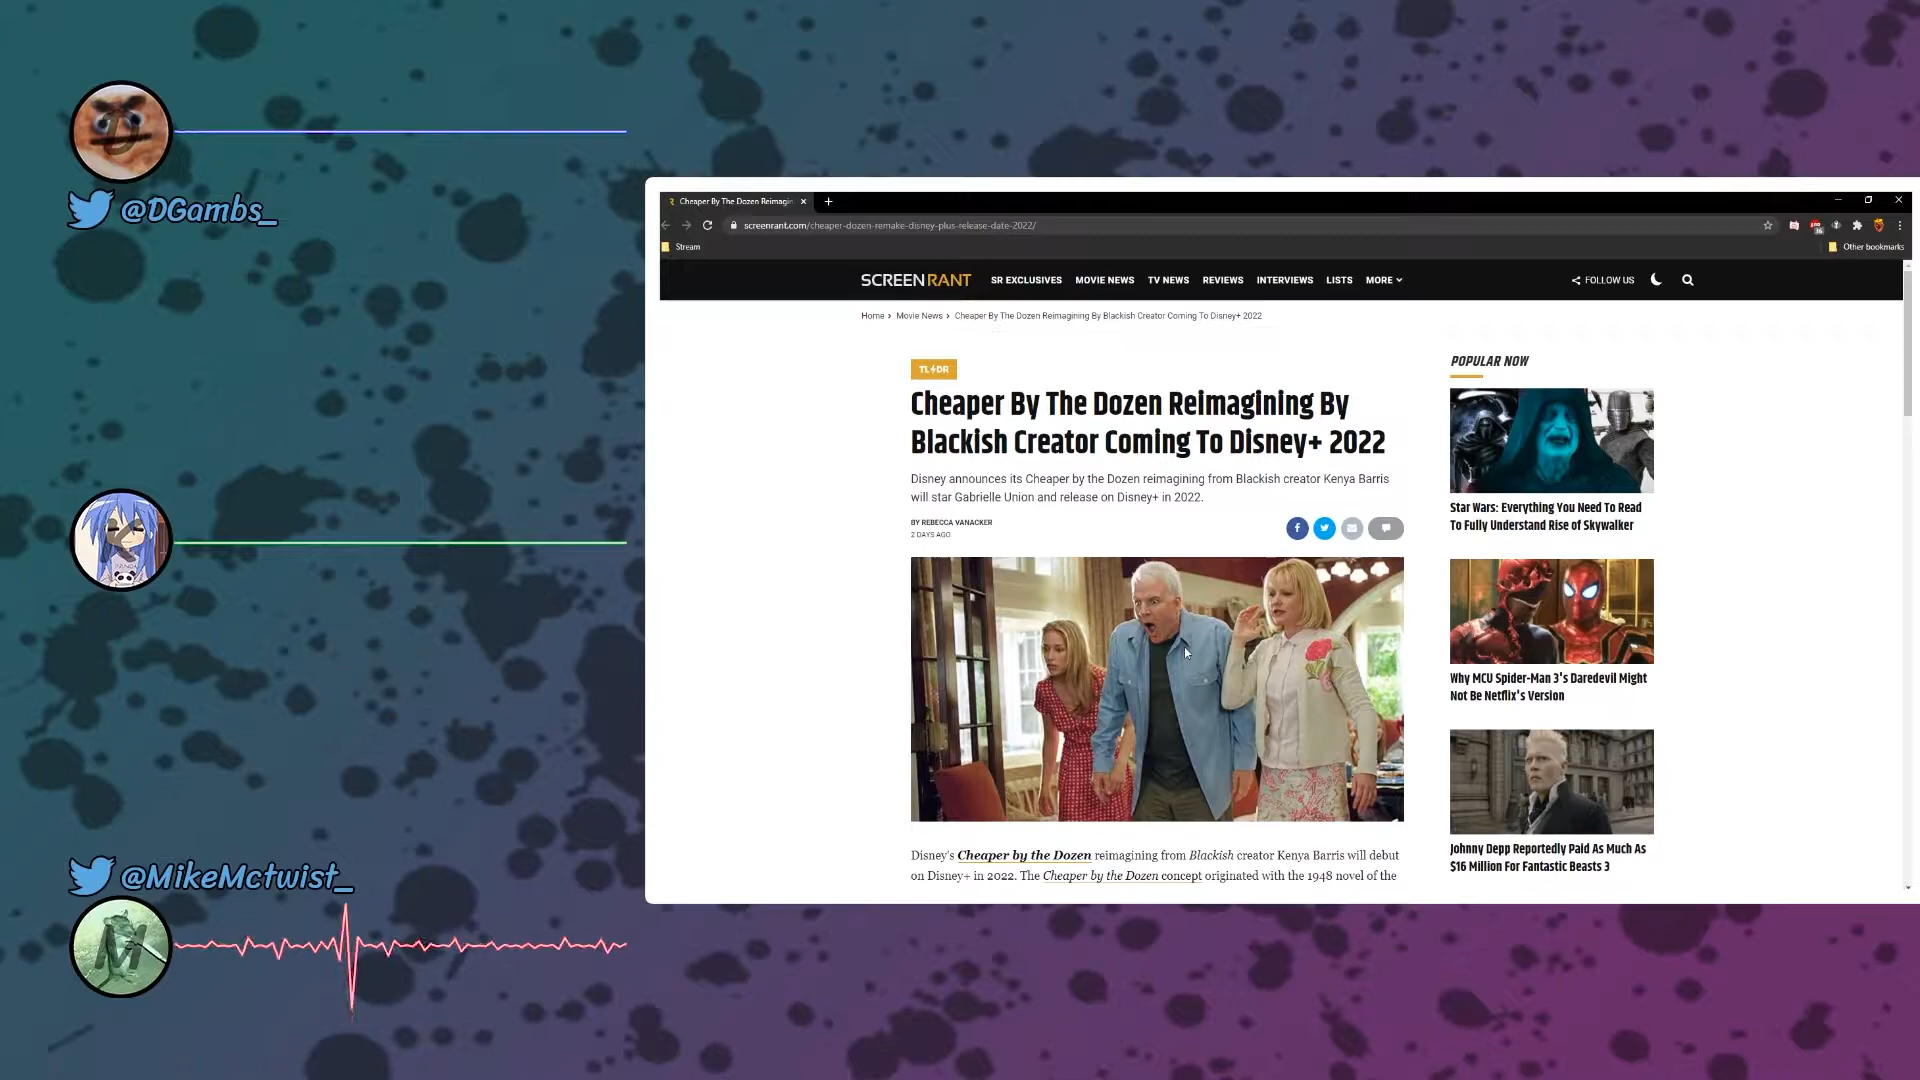 @DGambs_
@MikeMctwist_
Cheaper By The Dozen Reimagin
screenrant.com/cheaper-dozen-remake-disney-plus-release-date-2022/
Stream
Other bookmarks
SCREENRANT
SR EXCLUSIVES MOVIE NEWS TV NEWS REVIEWS INTERVIEWS LISTS MORE
FOLLOW US
Home › Movie News › Cheaper By The Dozen Reimagining By Blackish Creator Coming To Disney+ 2022
TL DR
Cheaper By The Dozen Reimagining By
Blackish Creator Coming To Disney+ 2022
Disney announces its Cheaper by the Dozen reimagining from Blackish creator Kenya Barris
will star Gabrielle Union and release on Disney+ in 2022.
BY REBECCA VANACKER
2 DAYS AGO
Disney's Cheaper by the Dozen reimagining from Blackish creator Kenya Barris will debut
on Disney+ in 2022. The Cheaper by the Dozen concept originated with the 1948 novel of the
POPULAR NOW
Star Wars: Everything You Need To Read
To Fully Understand Rise of Skywalker
Why MCU Spider-Man 3's Daredevil Might
Not Be Netflix's Version
Johnny Depp Reportedly Paid As Much As
$16 Million For Fantastic Beasts 3